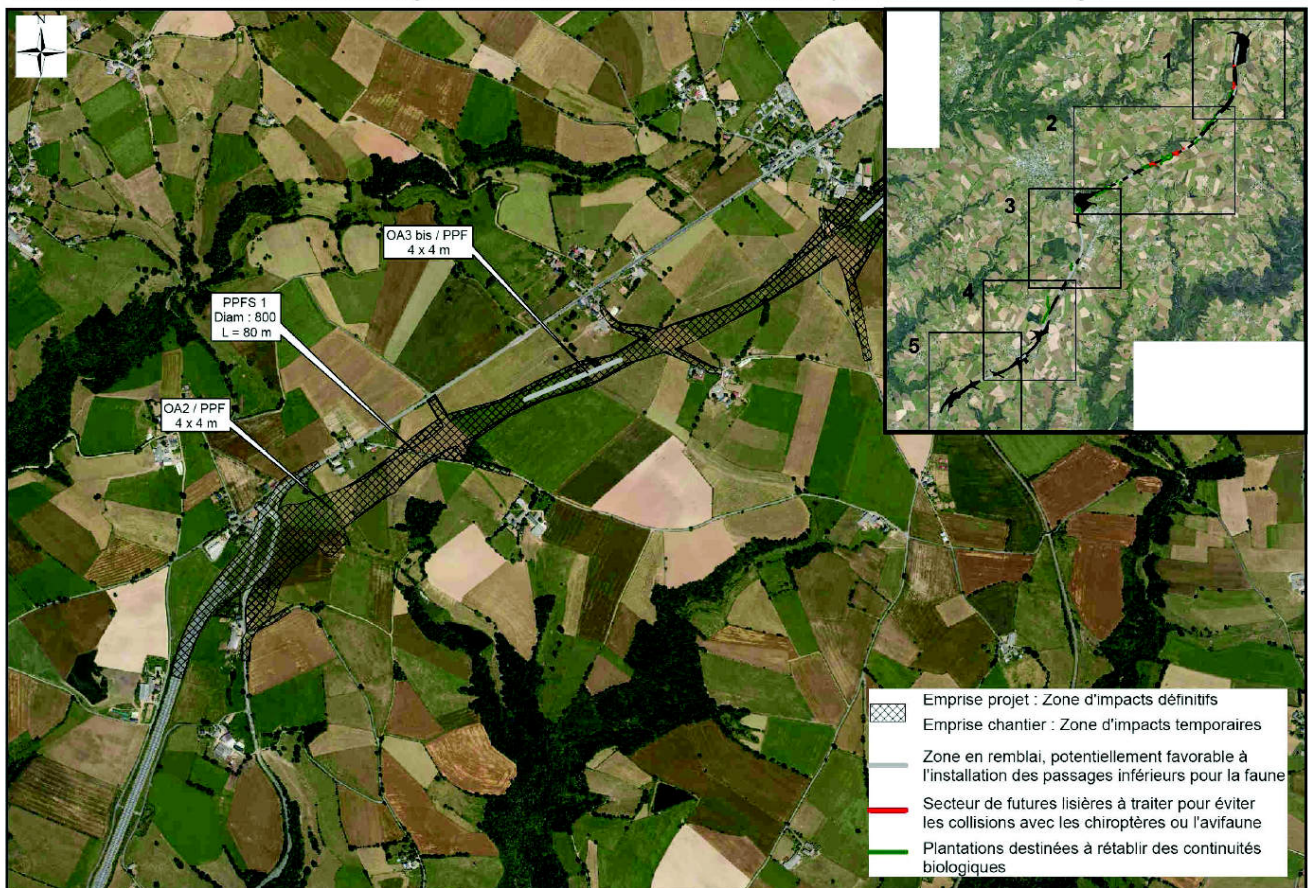 N
OA3 bis / PPF
4 x 4 m
PPFS 1
Diam : 800
L = 80 m
OA2 / PPF
4 x 4 m
1
2
3
4
5
Emprise projet : Zone d'impacts définitifs
Emprise chantier : Zone d'impacts temporaires
Zone en remblai, potentiellement favorable à
l'installation des passages inférieurs pour la faune
Secteur de futures lisières à traiter pour éviter
les collisions avec les chiroptères ou l'avifaune
Plantations destinées à rétablir des continuités
biologiques